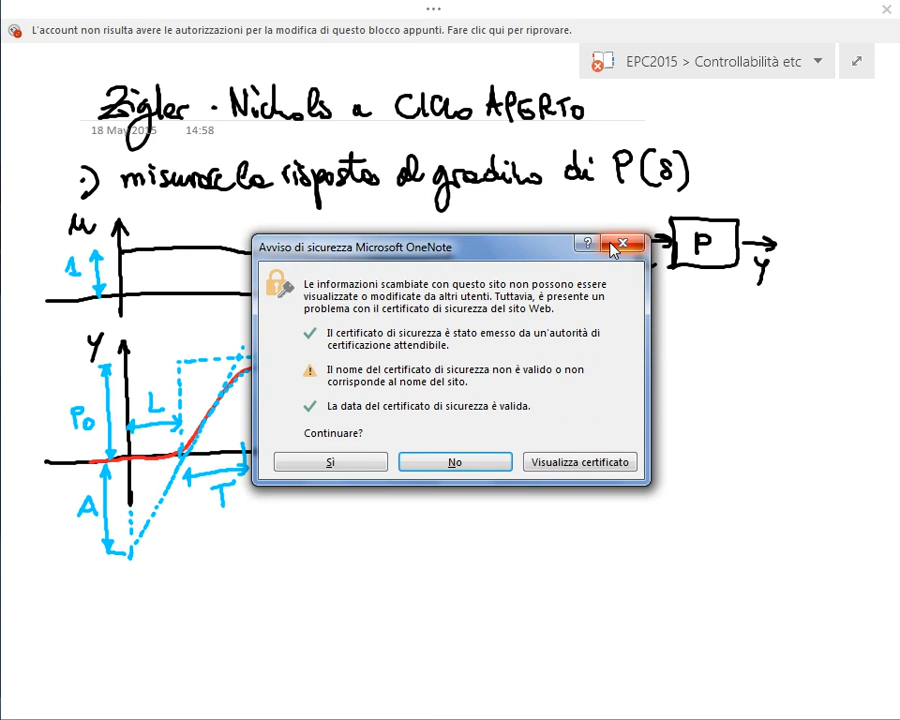 L'account non risulta avere le autorizzazioni per la modifica di questo blocco appunti. Fare clic qui per riprovare.
EPC2015 > Controllabilità etc
Zigler - Nichols a CICLO APERTO
18 May 2015 14:58
:) misurare la risposta al gradino di P(s)
μ
1
P
y
Avviso di sicurezza Microsoft OneNote
Le informazioni scambiate con questo sito non possono essere
visualizzate o modificate da altri utenti. Tuttavia, è presente un
problema con il certificato di sicurezza del sito Web.
Il certificato di sicurezza è stato emesso da un'autorità di
certificazione attendibile.
Il nome del certificato di sicurezza non è valido o non
corrisponde al nome del sito.
La data del certificato di sicurezza è valida.
Continuare?
Sì
No
Visualizza certificato
y
P0
L
A
T